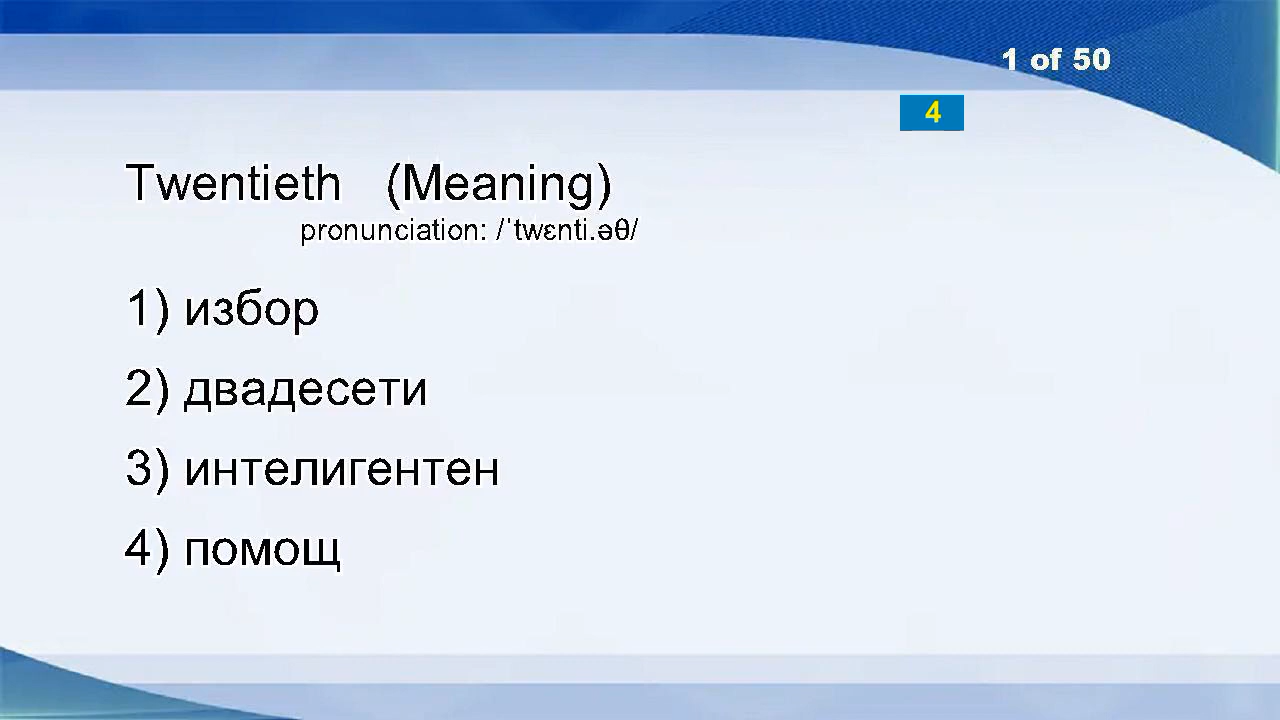 1 of 50
4
Twentieth (Meaning)
pronunciation: /ˈtwɛnti.əθ/
1) избор
2) двадесети
3) интелигентен
4) помощ